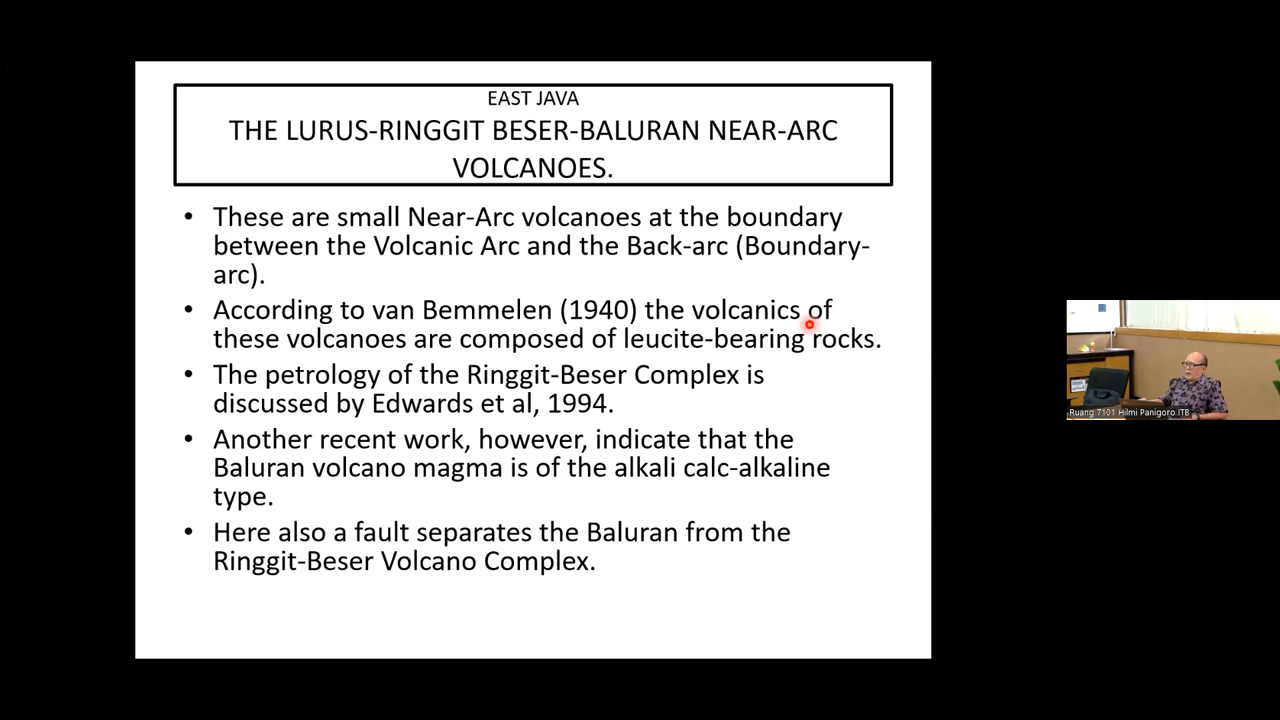 EAST JAVA
THE LURUS-RINGGIT BESER-BALURAN NEAR-ARC
VOLCANOES.
• These are small Near-Arc volcanoes at the boundary
between the Volcanic Arc and the Back-arc (Boundary-
arc).
• According to van Bemmelen (1940) the volcanics of
these volcanoes are composed of leucite-bearing rocks.
• The petrology of the Ringgit-Beser Complex is
discussed by Edwards et al, 1994.
• Another recent work, however, indicate that the
Baluran volcano magma is of the alkali calc-alkaline
type.
• Here also a fault separates the Baluran from the
Ringgit-Beser Volcano Complex.
Ruang 7101 Hilmi Panigoro ITB